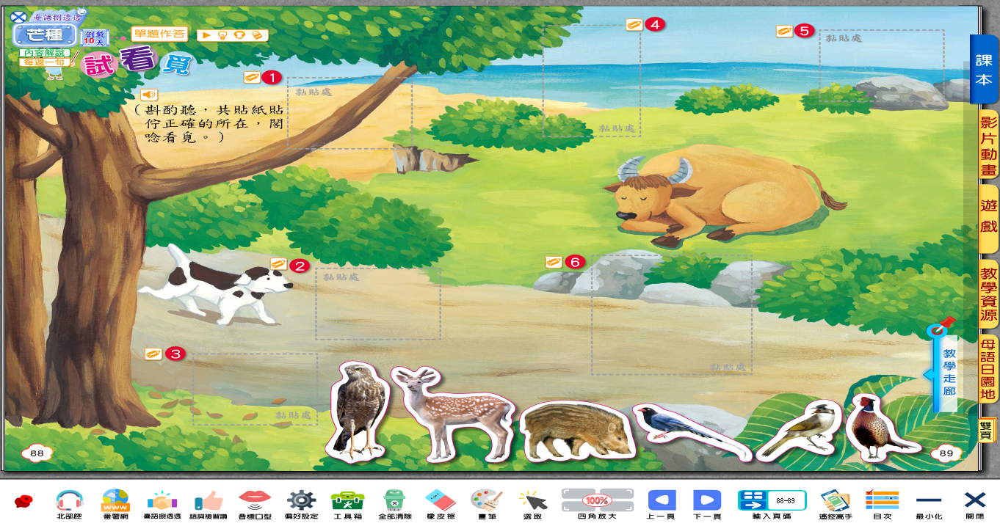 臺語捌透透
芒種
倒數
10天
單題作答
內容解說
每週一句
試看覓
(斟酌聽，共貼紙貼
佇正確的所在，閣
唸看覓。)
1
黏貼處
2
黏貼處
3
黏貼處
4
黏貼處
5
黏貼處
6
黏貼處
88
89
課本
影片動畫
遊戲
教學資源
母語日園地
雙頁
教學走廊
北部腔
www
蕃薯網
臺語捌透透
語詞複習讚
音標口型
偏好設定
工具箱
全部清除
橡皮擦
畫筆
選取
100%
四角放大
上一頁
下一頁
88-89
輸入頁碼
遙控高手
目次
最小化
關閉